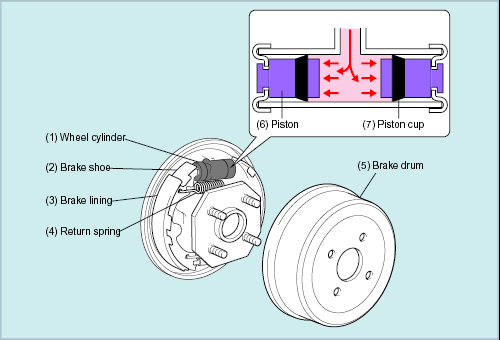 (6) Piston
(7) Piston cup
(1) Wheel cylinder
(2) Brake shoe
(3) Brake lining
(4) Return spring
(5) Brake drum